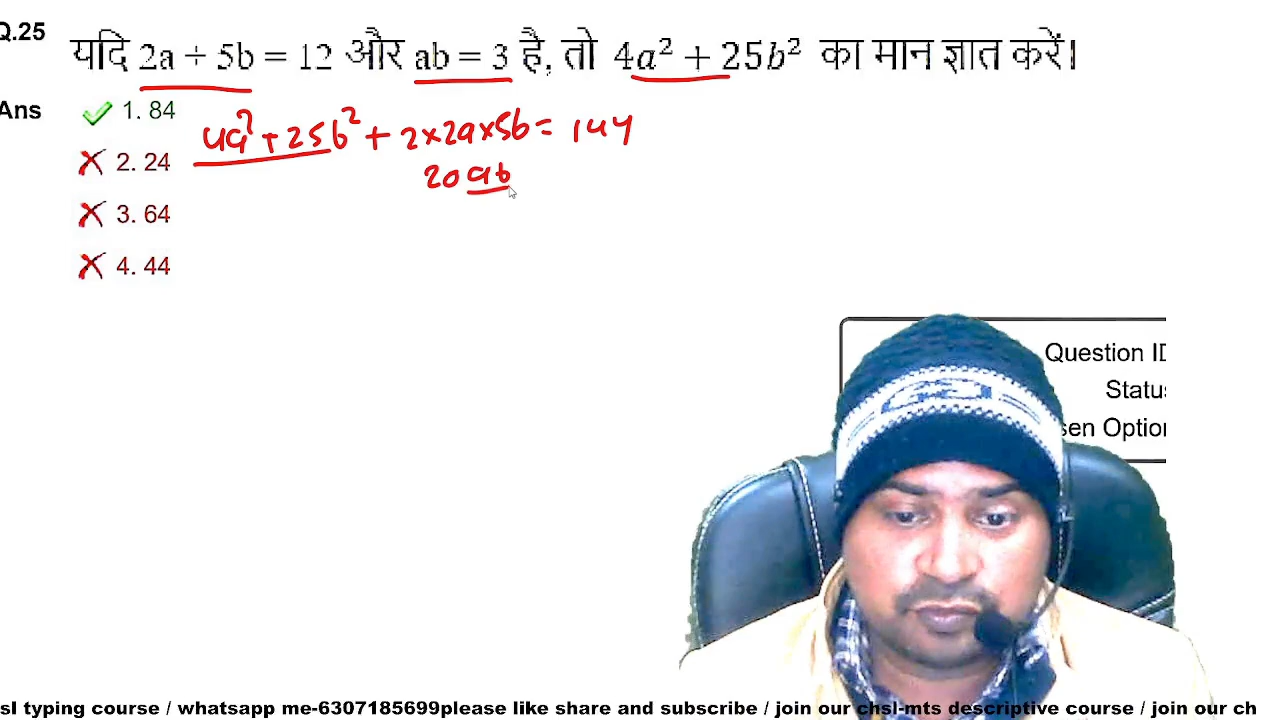 Q.25
यदि 2a + 5b = 12 और ab = 3 है, तो 4a² + 25b² का मान ज्ञात करें।
Ans
1. 84
4a² + 25b² + 2×2a×5b = 144
20ab
2. 24
3. 64
4. 44
Question ID
Status
sen Option
sl typing course / whatsapp me-6307185699please like share and subscribe / join our chsl-mts descriptive course / join our ch